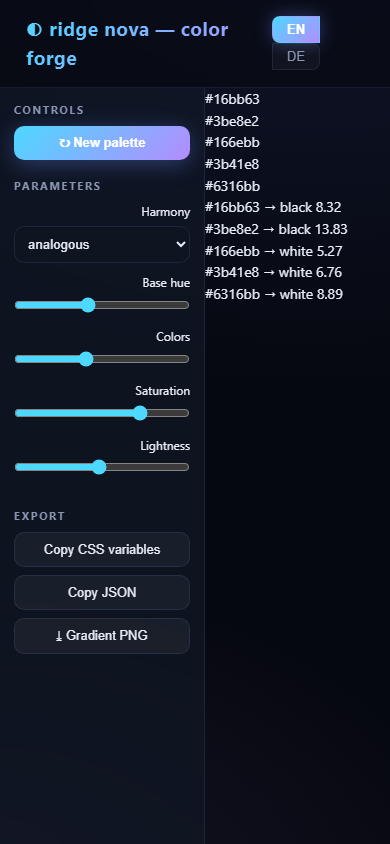 ◐ ridge nova — color
forge
EN
DE
CONTROLS
↻ New palette
PARAMETERS
Harmony
analogous
Base hue
Colors
Saturation
Lightness
EXPORT
Copy CSS variables
Copy JSON
⤓ Gradient PNG
#16bb63
#3be8e2
#166ebb
#3b41e8
#6316bb
#16bb63 → black 8.32
#3be8e2 → black 13.83
#166ebb → white 5.27
#3b41e8 → white 6.76
#6316bb → white 8.89